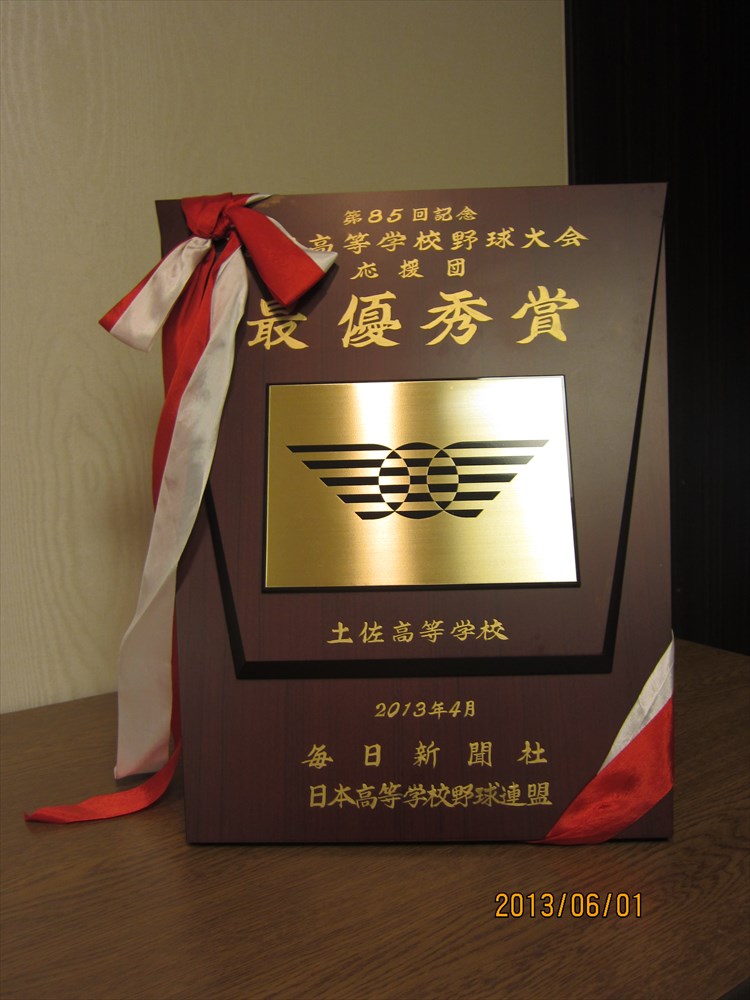 第85回記念
高等学校野球大会
応援団
最優秀賞
土佐高等学校
2013年4月
毎日新聞社
日本高等学校野球連盟
2013/06/01